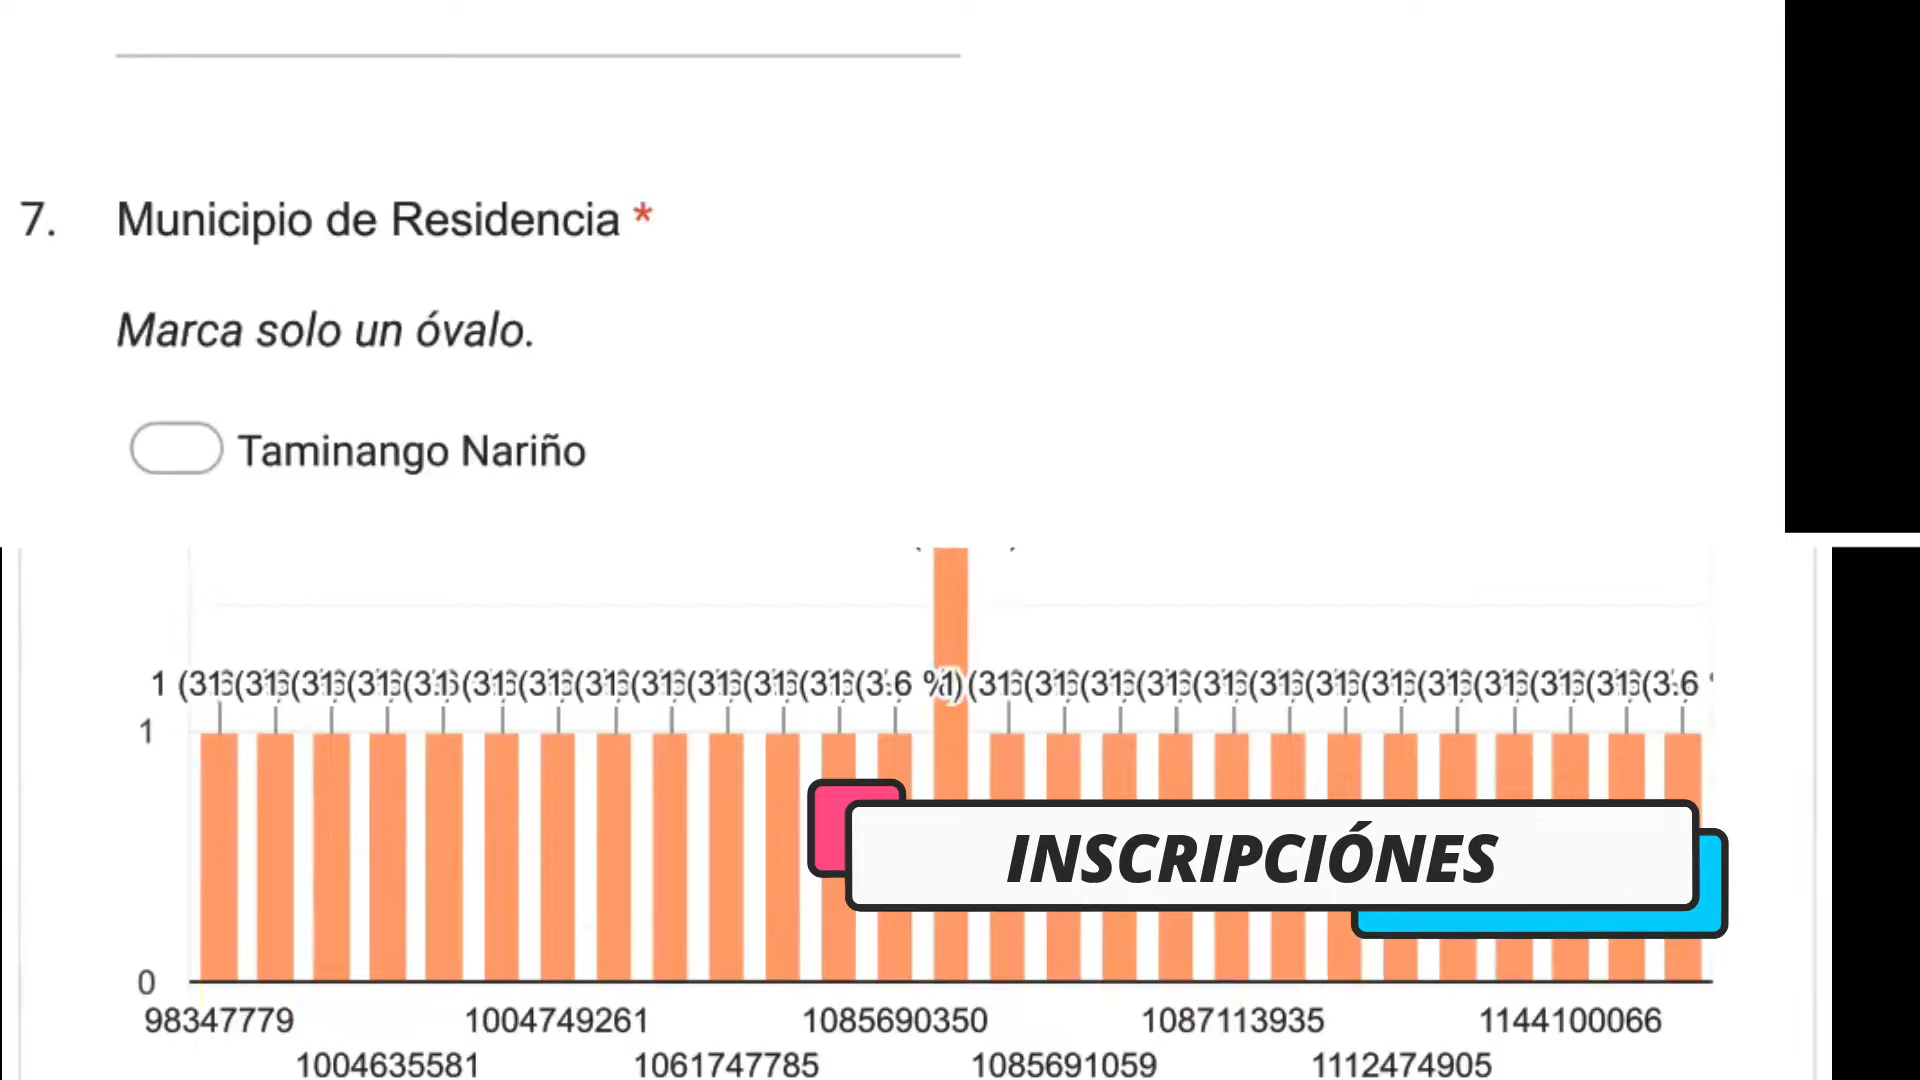 7. Municipio de Residencia *
Marca solo un óvalo.
Taminango Nariño
1
INSCRIPCIÓNES
0
98347779 1004749261 1085690350 1087113935 1144100066
1004635581 1061747785 1085691059 1112474905